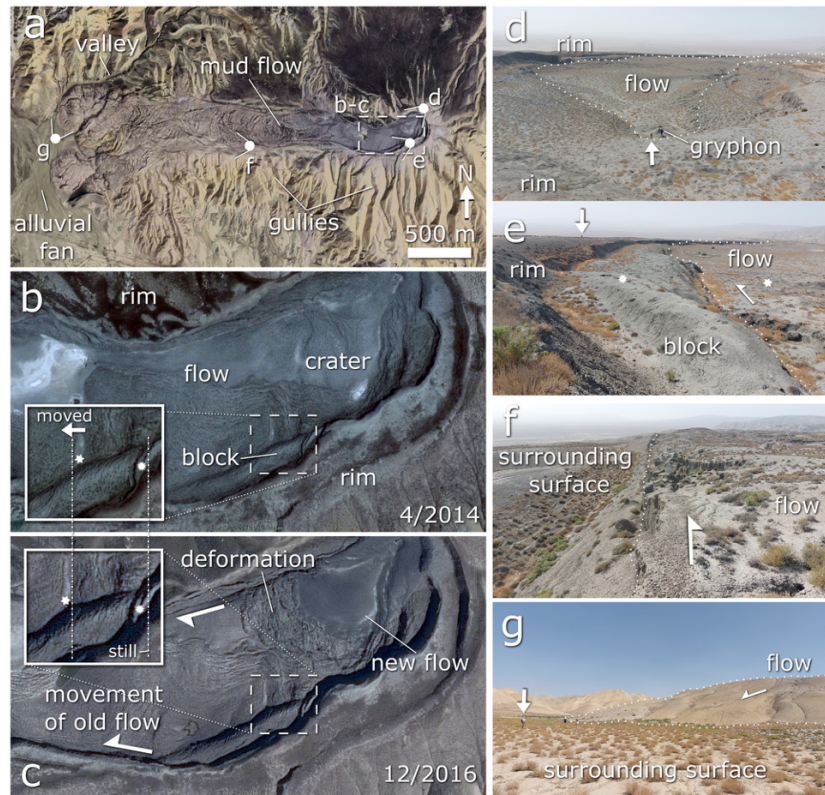 a
valley
mud flow
b-c
d
g
f
e
N
alluvial
fan
gullies
500 m
b
rim
flow
crater
moved
block
rim
4/2014
deformation
still
new flow
movement
of old flow
c
12/2016
d
rim
flow
gryphon
rim
e
rim
flow
block
f
surrounding
surface
flow
g
flow
surrounding surface